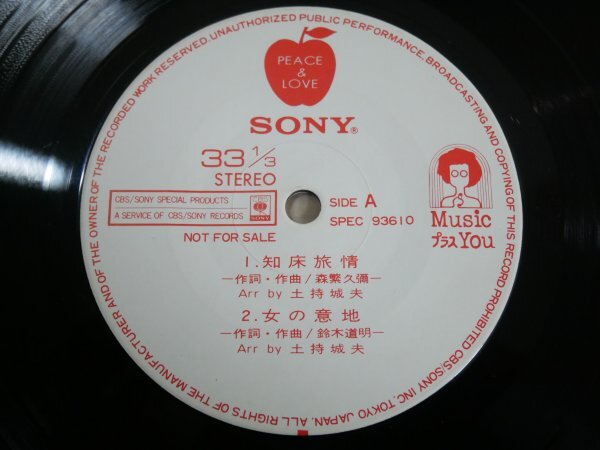 PEACE
&
LOVE
SONY®
33 1/3
STEREO
CBS/SONY SPECIAL PRODUCTS
A SERVICE OF CBS/SONY RECORDS
CBS
SONY
NOT FOR SALE
SIDE A
SPEC 93610
Music
プラス You
1.知床旅情
—作詞・作曲/森繁久彌—
Arr by 土持城夫
2.女の意地
—作詞・作曲/鈴木道明—
Arr by 土持城夫
ALL RIGHTS OF THE MANUFACTURER AND OF THE OWNER OF THE RECORDED WORK RESERVED UNAUTHORIZED PUBLIC PERFORMANCE, BROADCASTING AND COPYING OF THIS RECORD PROHIBITED CBS/SONY INC. TOKYO JAPAN.